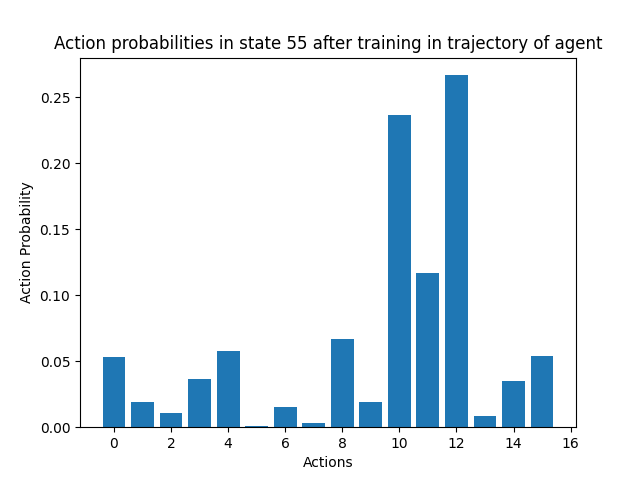 Action probabilities in state 55 after training in trajectory of agent
0.25
0.20
0.15
0.10
0.05
0.00
Action Probability
0 2 4 6 8 10 12 14 16
Actions